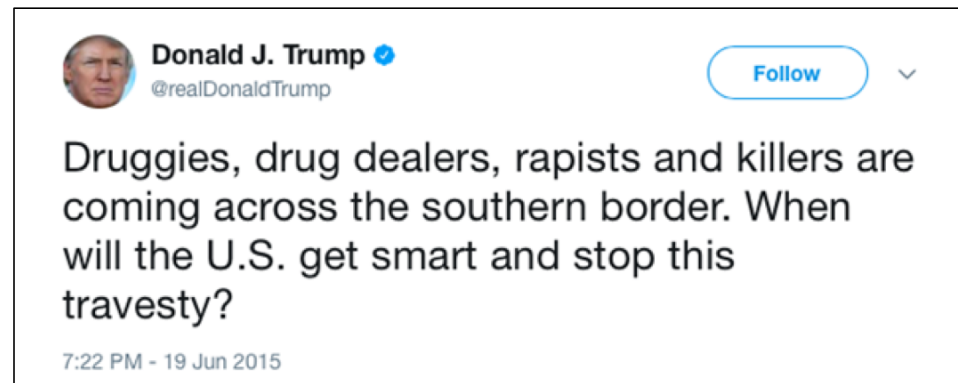 Donald J. Trump
@realDonaldTrump
Follow
Druggies, drug dealers, rapists and killers are
coming across the southern border. When
will the U.S. get smart and stop this
travesty?
7:22 PM - 19 Jun 2015